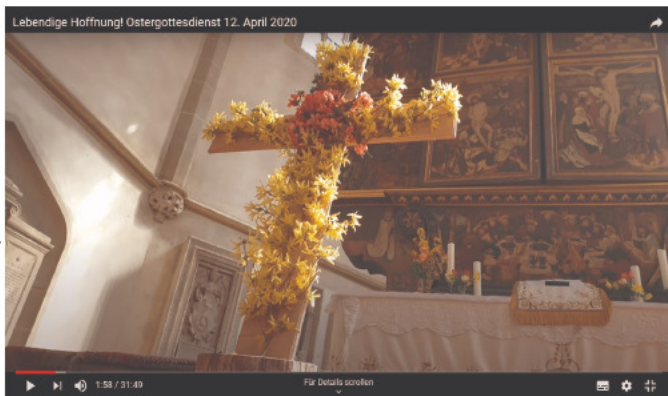 Lebendige Hoffnung! Ostergottesdienst 12. April 2020
1:58 / 31:49
Für Details scrollen